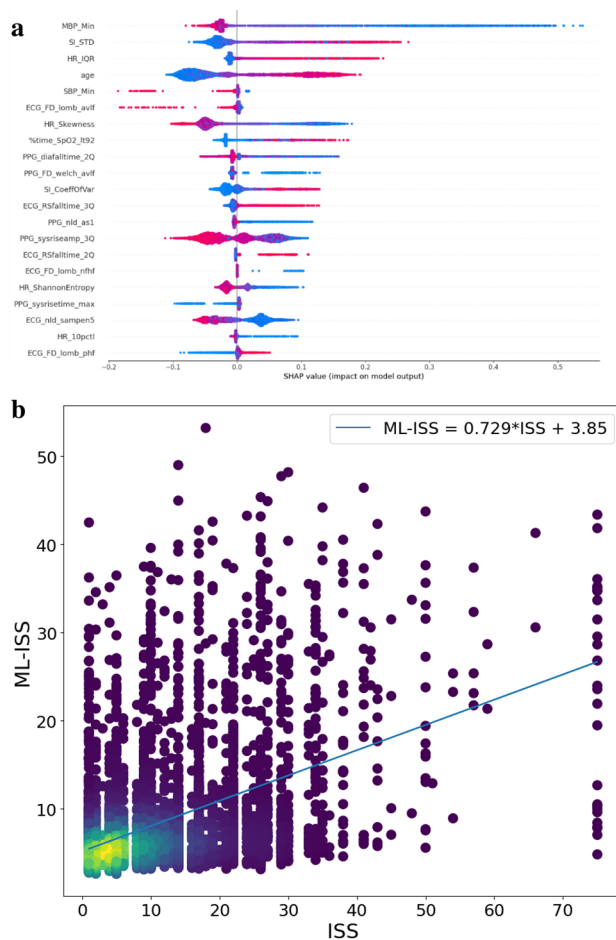 a
MBP_Min
SI_STD
HR_IQR
age
SBP_Min
ECG_FD_lomb_avlf
HR_Skewness
%time_SpO2_lt92
PPG_diafalltime_2Q
PPG_FD_welch_avlf
SI_CoeffOfVar
ECG_RSfalltime_3Q
PPG_nld_as1
PPG_sysriseamp_3Q
ECG_RSfalltime_2Q
ECG_FD_lomb_nfhf
HR_ShannonEntropy
PPG_sysrisetime_max
ECG_nld_sampen5
HR_10pctl
ECG_FD_lomb_phf
−0.2 −0.1 0.0 0.1 0.2 0.3 0.4 0.5
SHAP value (impact on model output)
b
ML-ISS = 0.729*ISS + 3.85
50
40
30
20
10
ML-ISS
0 10 20 30 40 50 60 70
ISS